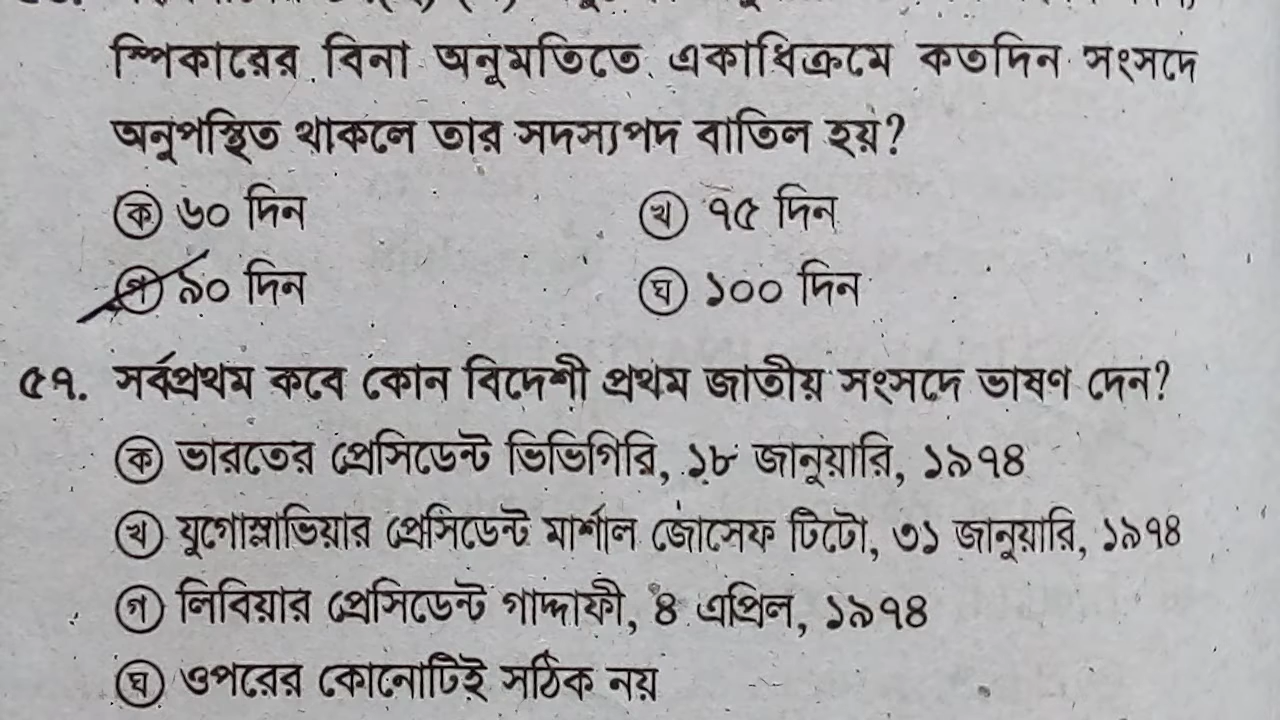 স্পিকারের বিনা অনুমতিতে একাধিক্রমে কতদিন সংসদে
অনুপস্থিত থাকলে তার সদস্যপদ বাতিল হয়?
ক ৬০ দিন
খ ৭৫ দিন
গ ৯০ দিন
ঘ ১০০ দিন
৫৭. সর্বপ্রথম কবে কোন বিদেশী প্রথম জাতীয় সংসদে ভাষণ দেন?
ক ভারতের প্রেসিডেন্ট ভিভিগিরি, ১৮ জানুয়ারি, ১৯৭৪
খ যুগোস্লাভিয়ার প্রেসিডেন্ট মার্শাল জোসেফ টিটো, ৩১ জানুয়ারি, ১৯৭৪
গ লিবিয়ার প্রেসিডেন্ট গাদ্দাফী, ৪ এপ্রিল, ১৯৭৪
ঘ ওপরের কোনোটিই সঠিক নয়